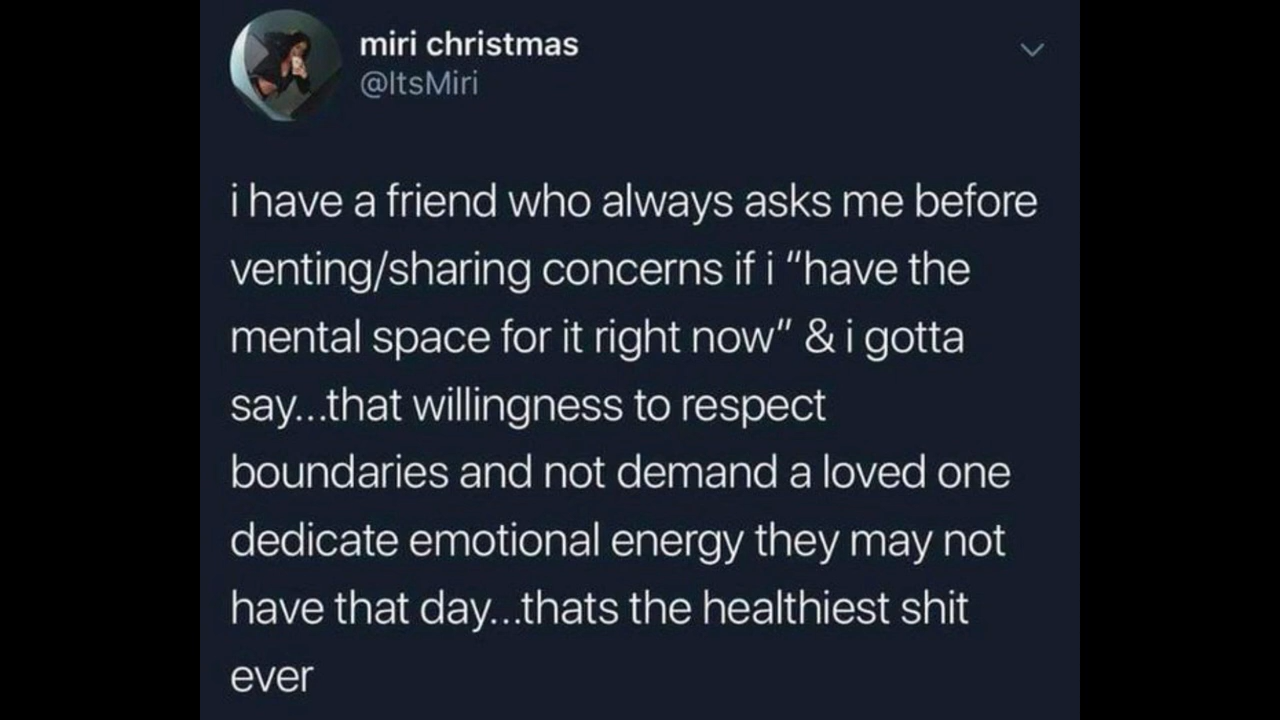 miri christmas
@ItsMiri
i have a friend who always asks me before
venting/sharing concerns if i "have the
mental space for it right now" & i gotta
say...that willingness to respect
boundaries and not demand a loved one
dedicate emotional energy they may not
have that day...thats the healthiest shit
ever